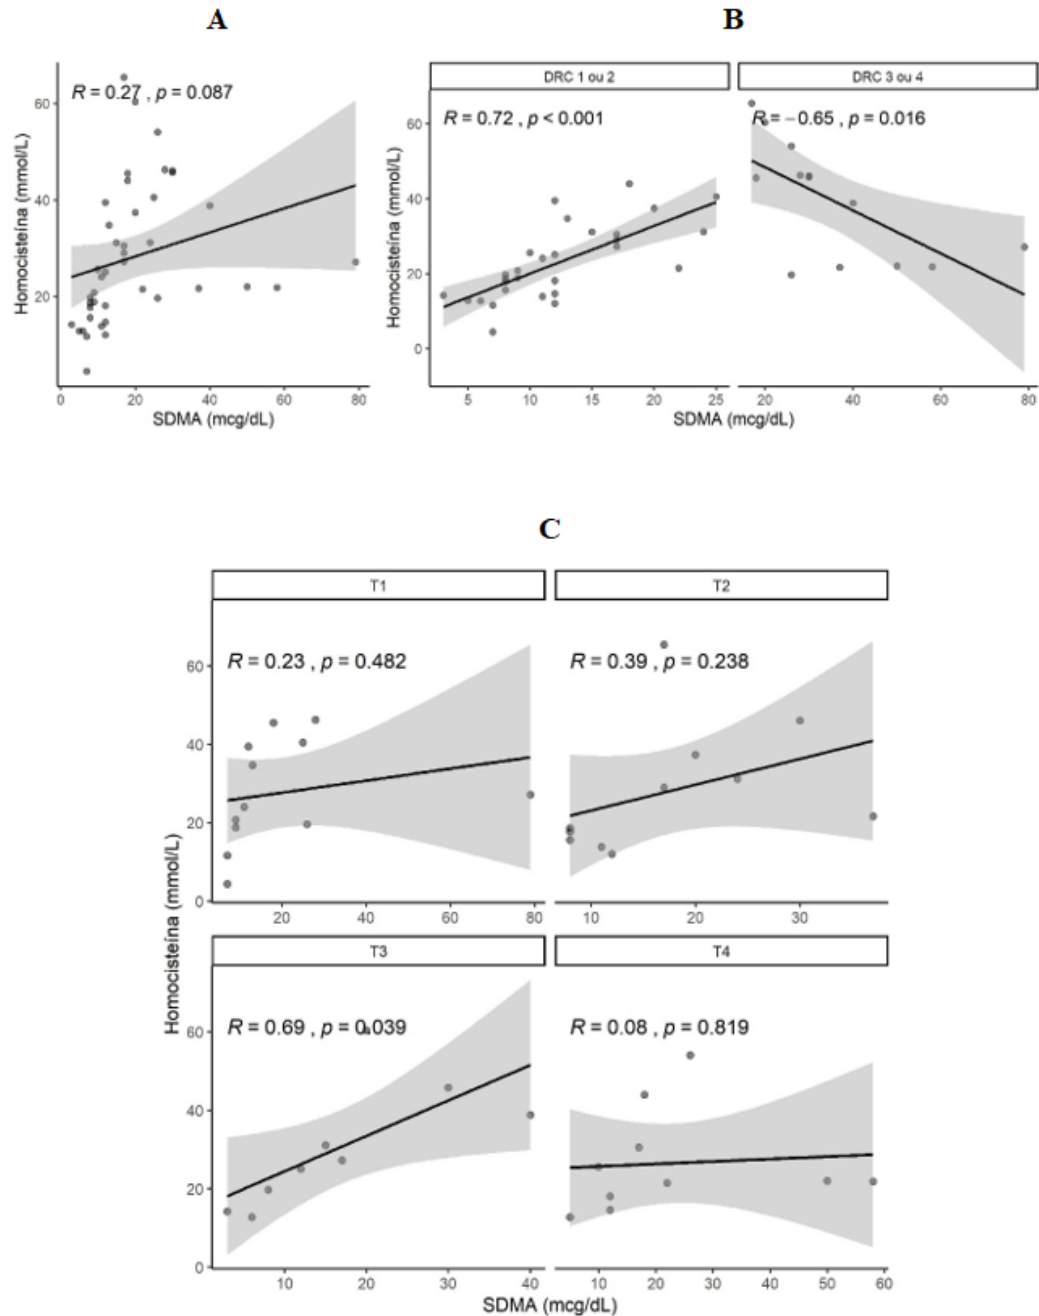 A
R = 0.27 , p = 0.087
Homocisteína (mmol/L)
60
40
20
0 20 40 60 80
SDMA (mcg/dL)
B
DRC 1 ou 2 DRC 3 ou 4
R = 0.72 , p < 0.001 R = −0.65 , p = 0.016
Homocisteína (mmol/L)
60
40
20
0
5 10 15 20 25 20 40 60 80
SDMA (mcg/dL)
C
T1 T2
R = 0.23 , p = 0.482 R = 0.39 , p = 0.238
60
40
20
0
20 40 60 80 10 20 30
Homocisteína (mmol/L)
T3 T4
R = 0.69 , p = 0.039 R = 0.08 , p = 0.819
60
40
20
0
10 20 30 40 10 20 30 40 50 60
SDMA (mcg/dL)